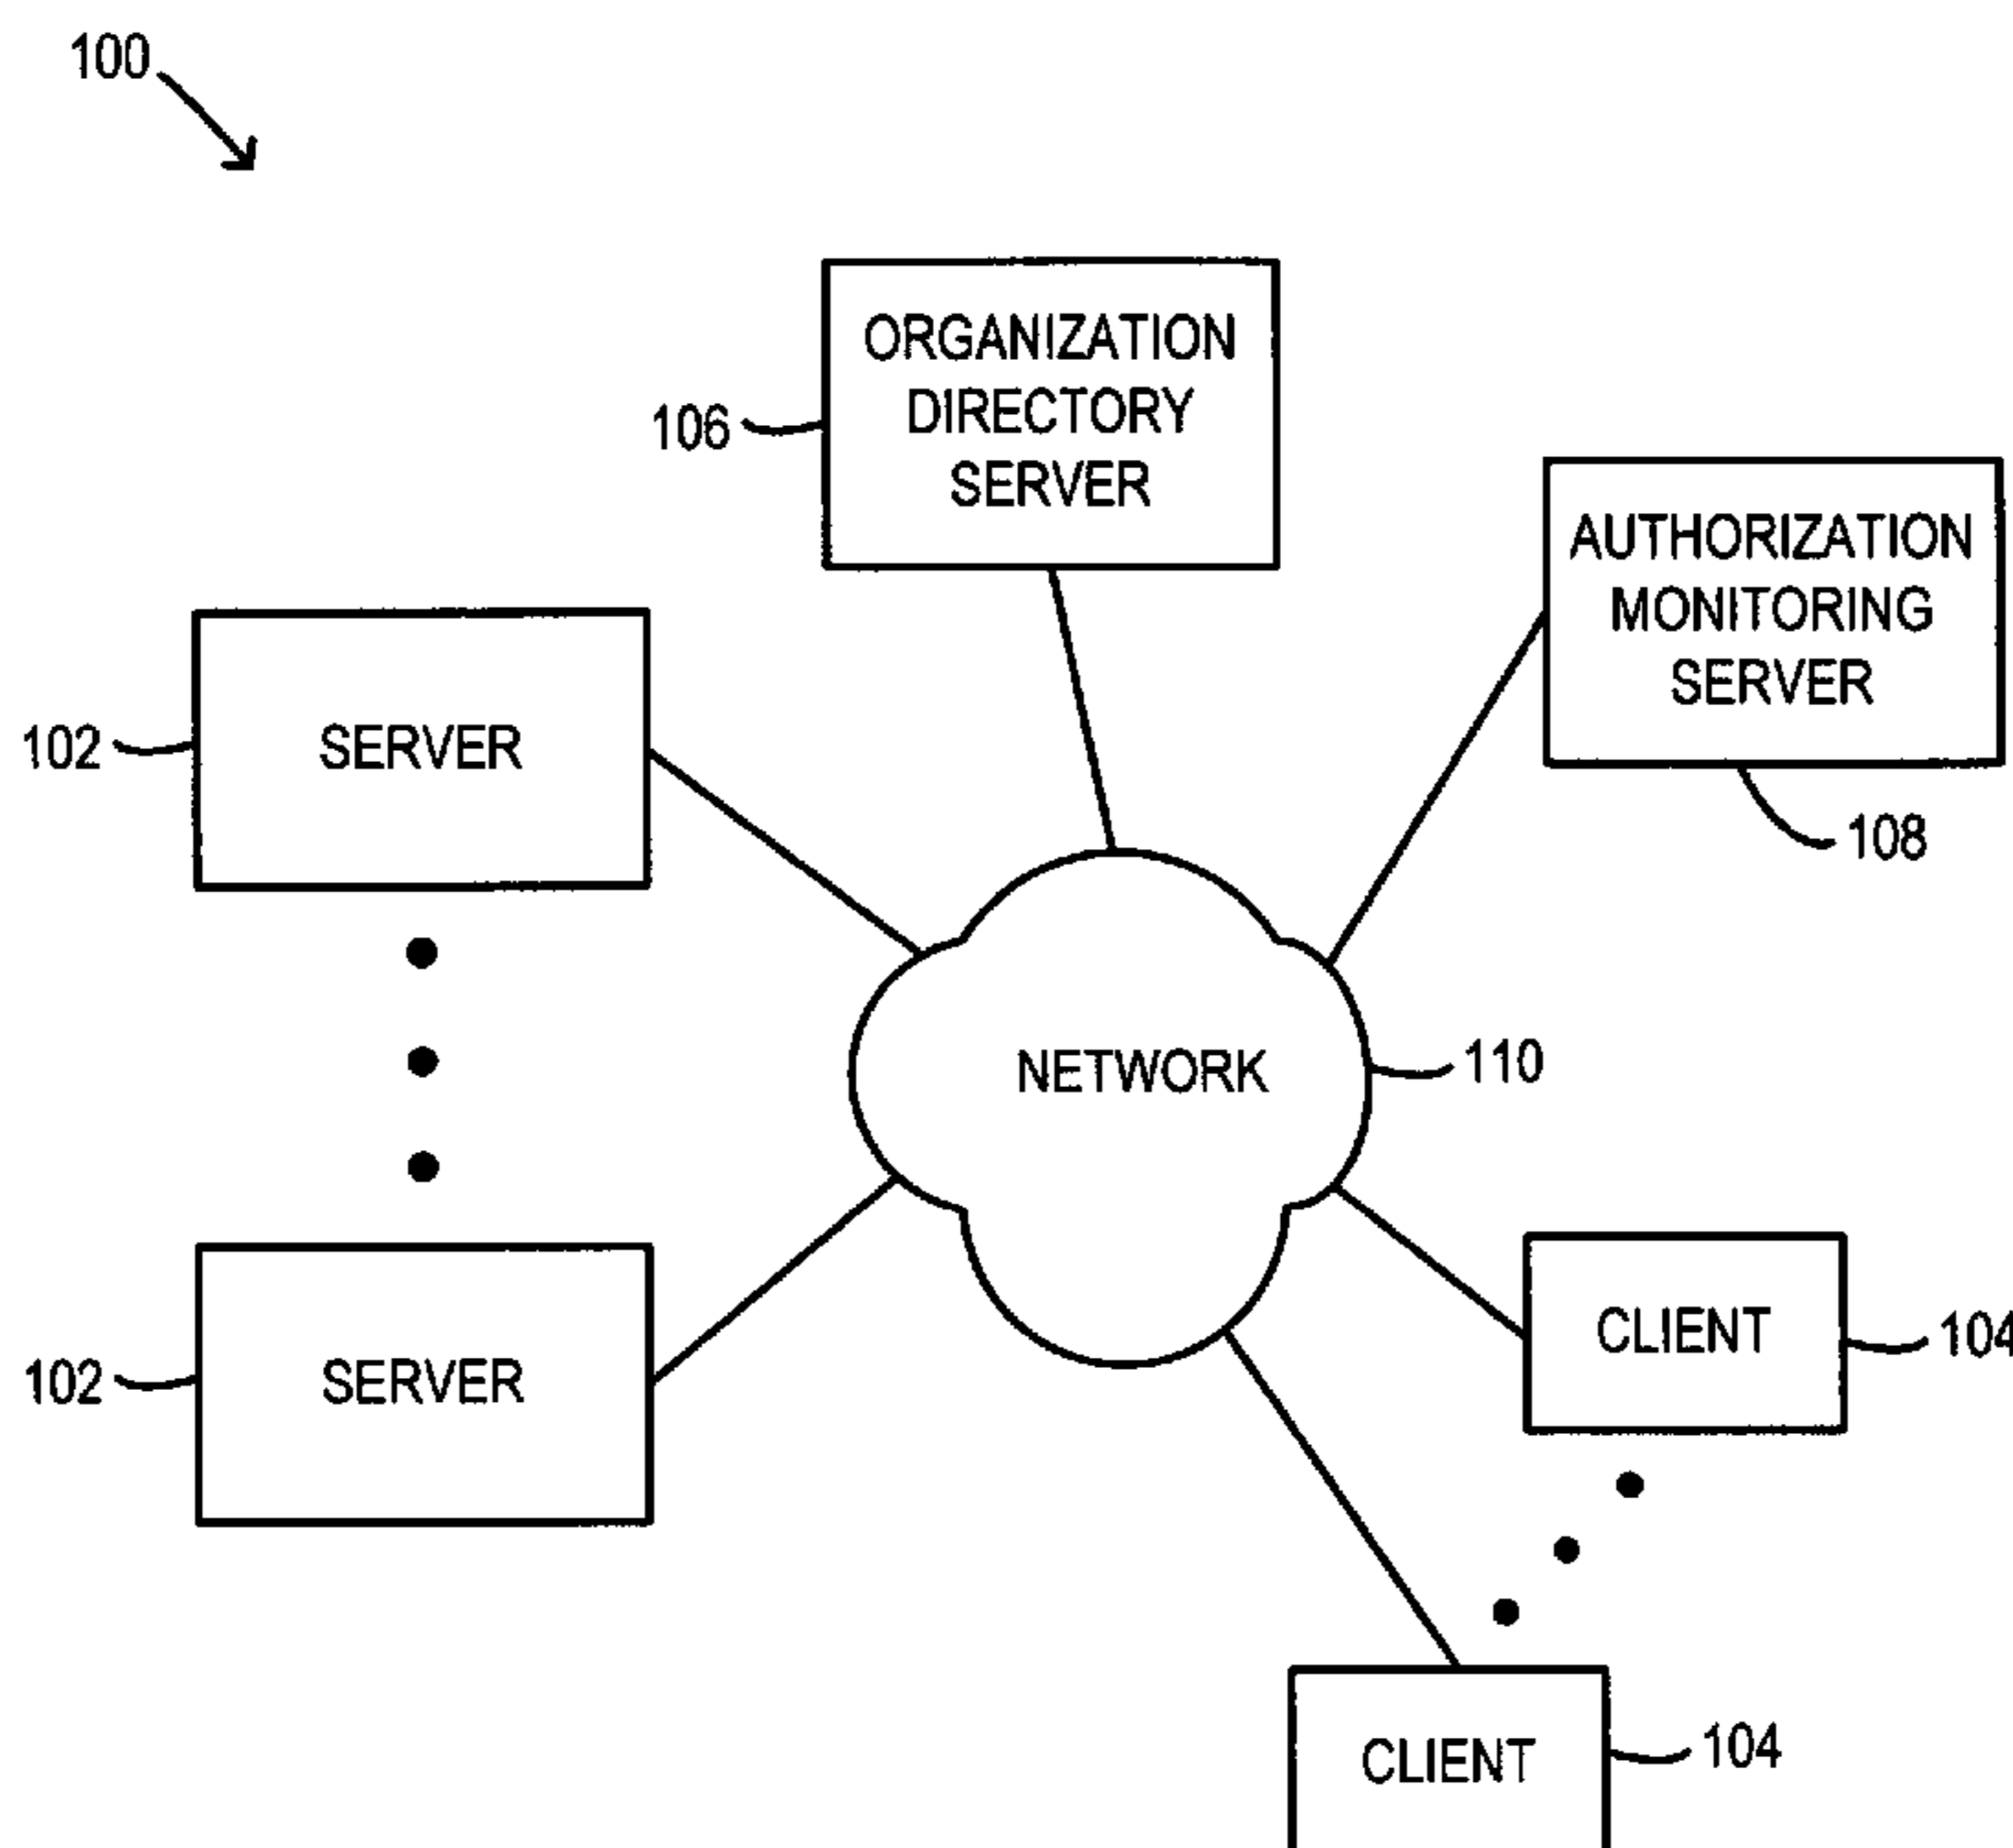 100
ORGANIZATION
DIRECTORY
SERVER
106
AUTHORIZATION
MONITORING
SERVER
108
102
SERVER
NETWORK
110
102
SERVER
CLIENT
104
CLIENT
104